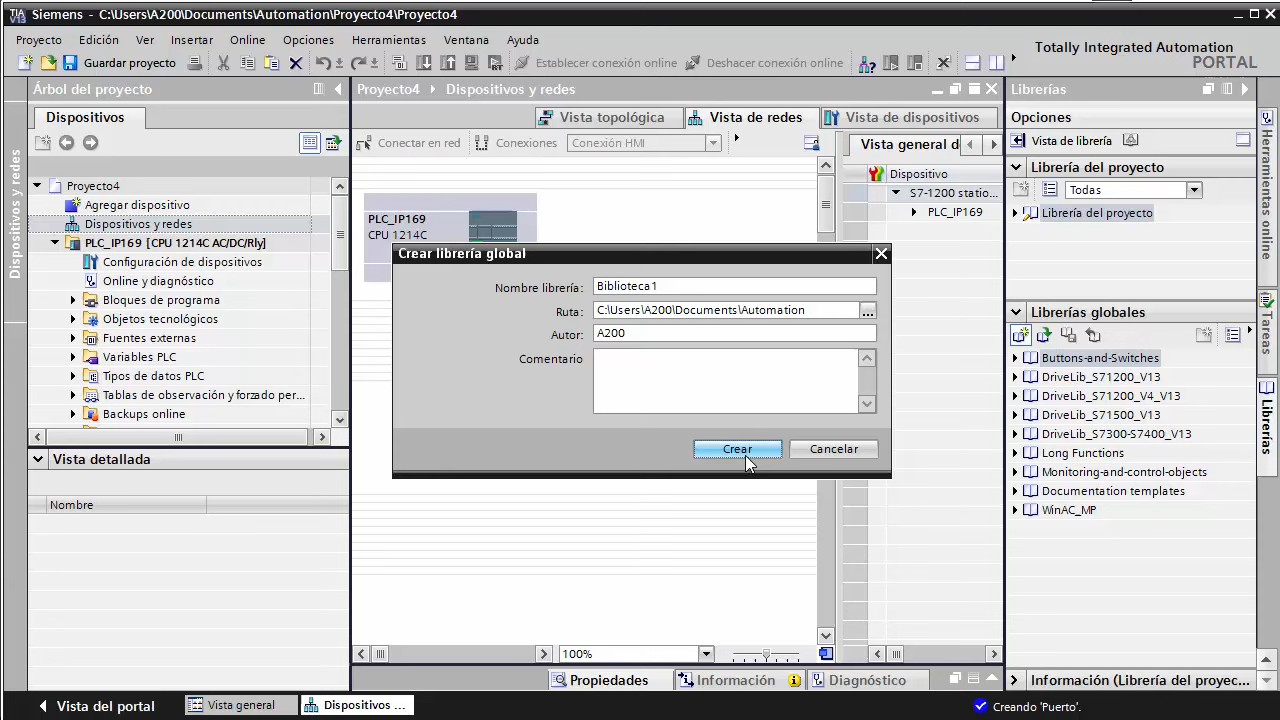 TIA
V13
Siemens - C:\Users\A200\Documents\Automation\Proyecto4\Proyecto4
Proyecto Edición Ver Insertar Online Opciones Herramientas Ventana Ayuda
Totally Integrated Automation
PORTAL
Guardar proyecto
Establecer conexión online
Deshacer conexión online
Árbol del proyecto
Dispositivos
Dispositivos y redes
Proyecto4
Agregar dispositivo
Dispositivos y redes
PLC_IP169 [CPU 1214C AC/DC/Rly]
Configuración de dispositivos
Online y diagnóstico
Bloques de programa
Objetos tecnológicos
Fuentes externas
Variables PLC
Tipos de datos PLC
Tablas de observación y forzado per...
Backups online
Vista detallada
Nombre
Proyecto4 Dispositivos y redes
Vista topológica
Vista de redes
Vista de dispositivos
Conectar en red
Conexiones
Conexión HMI
PLC_IP169
CPU 1214C
Vista general d
Dispositivo
S7-1200 statio...
PLC_IP169
Crear librería global
Nombre librería: Biblioteca1
Ruta: C:\Users\A200\Documents\Automation
...
Autor: A200
Comentario
Crear
Cancelar
100%
Propiedades
Información
Diagnóstico
Librerías
Opciones
Vista de librería
Librería del proyecto
Todas
Librería del proyecto
Librerías globales
Buttons-and-Switches
DriveLib_S71200_V13
DriveLib_S71200_V4_V13
DriveLib_S71500_V13
DriveLib_S7300-S7400_V13
Long Functions
Monitoring-and-control-objects
Documentation templates
WinAC_MP
Información (Librería del proyec...
Herramientas online
Tareas
Librerías
Vista del portal
Vista general
Dispositivos ...
Creando 'Puerto'.